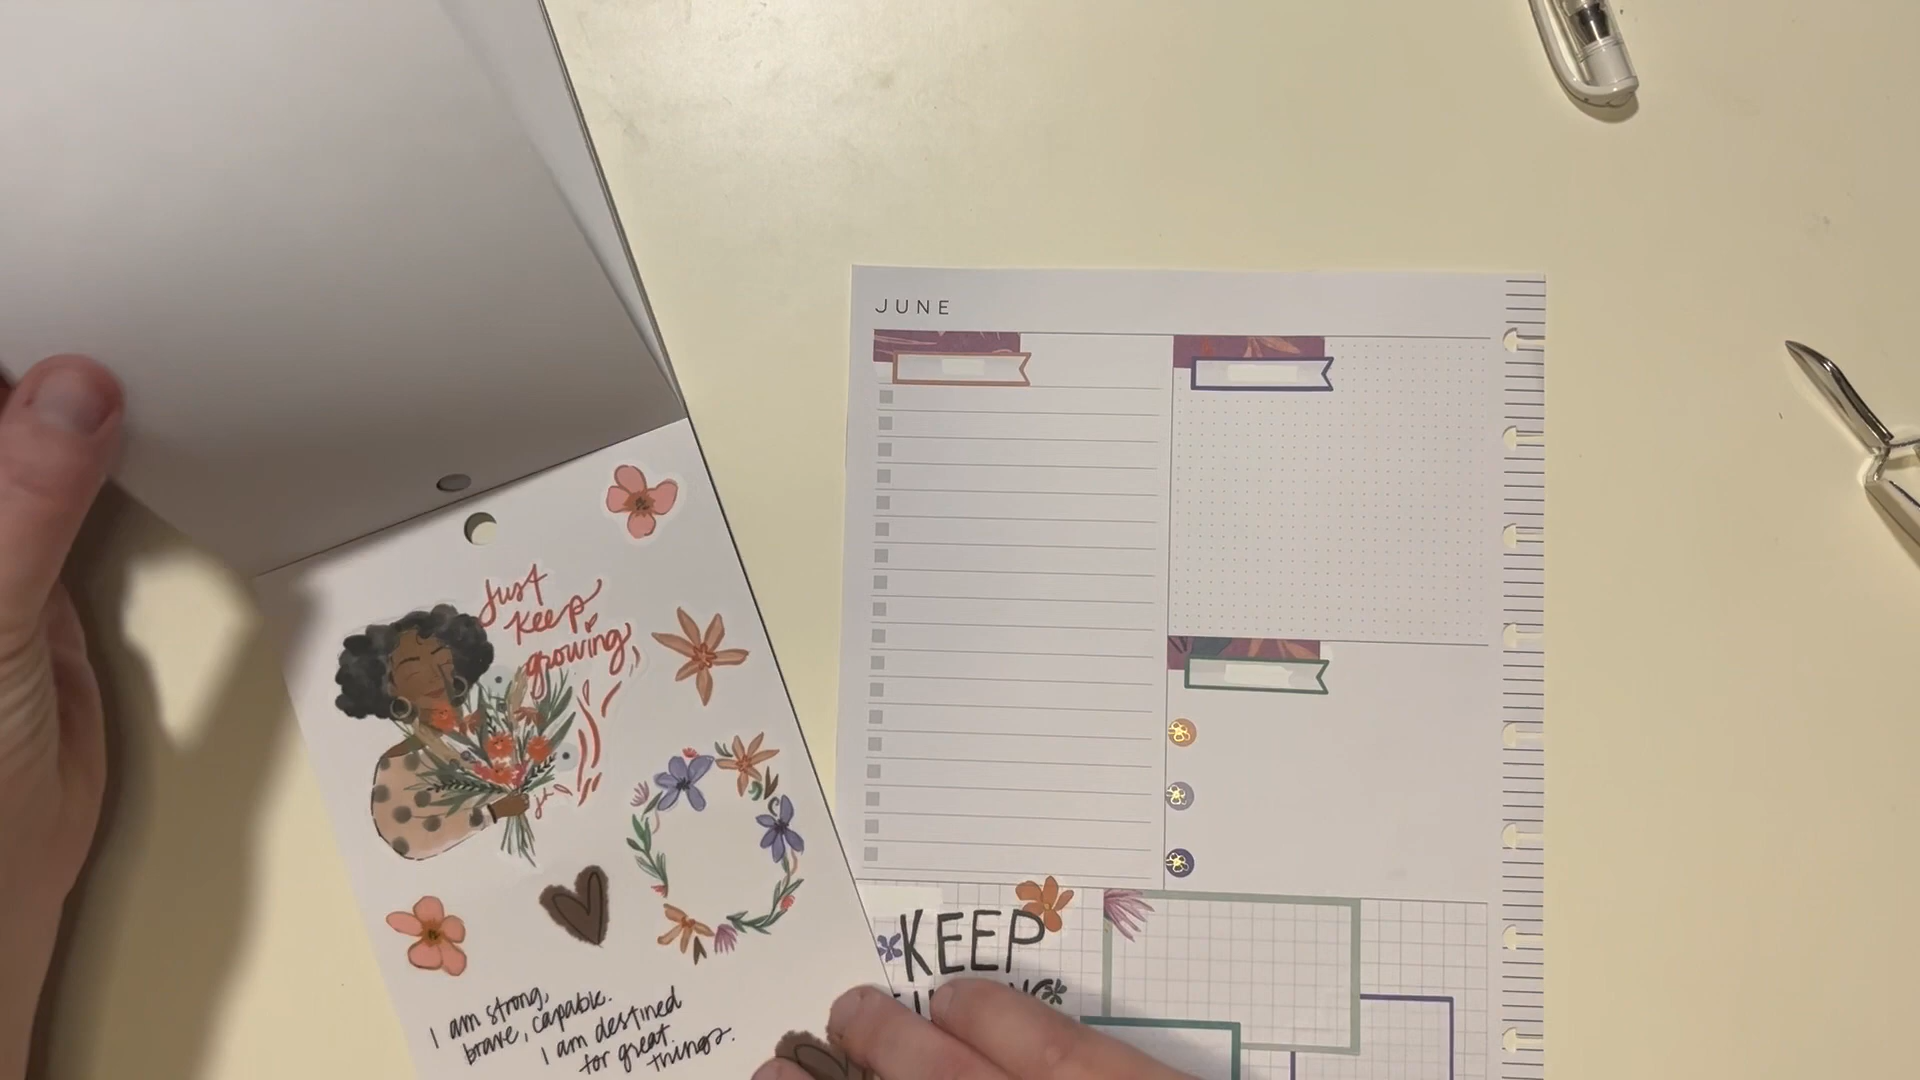 JUNE
Just
Keep
growing
I am strong,
brave, capable.
I am destined
for great
things.
KEEP